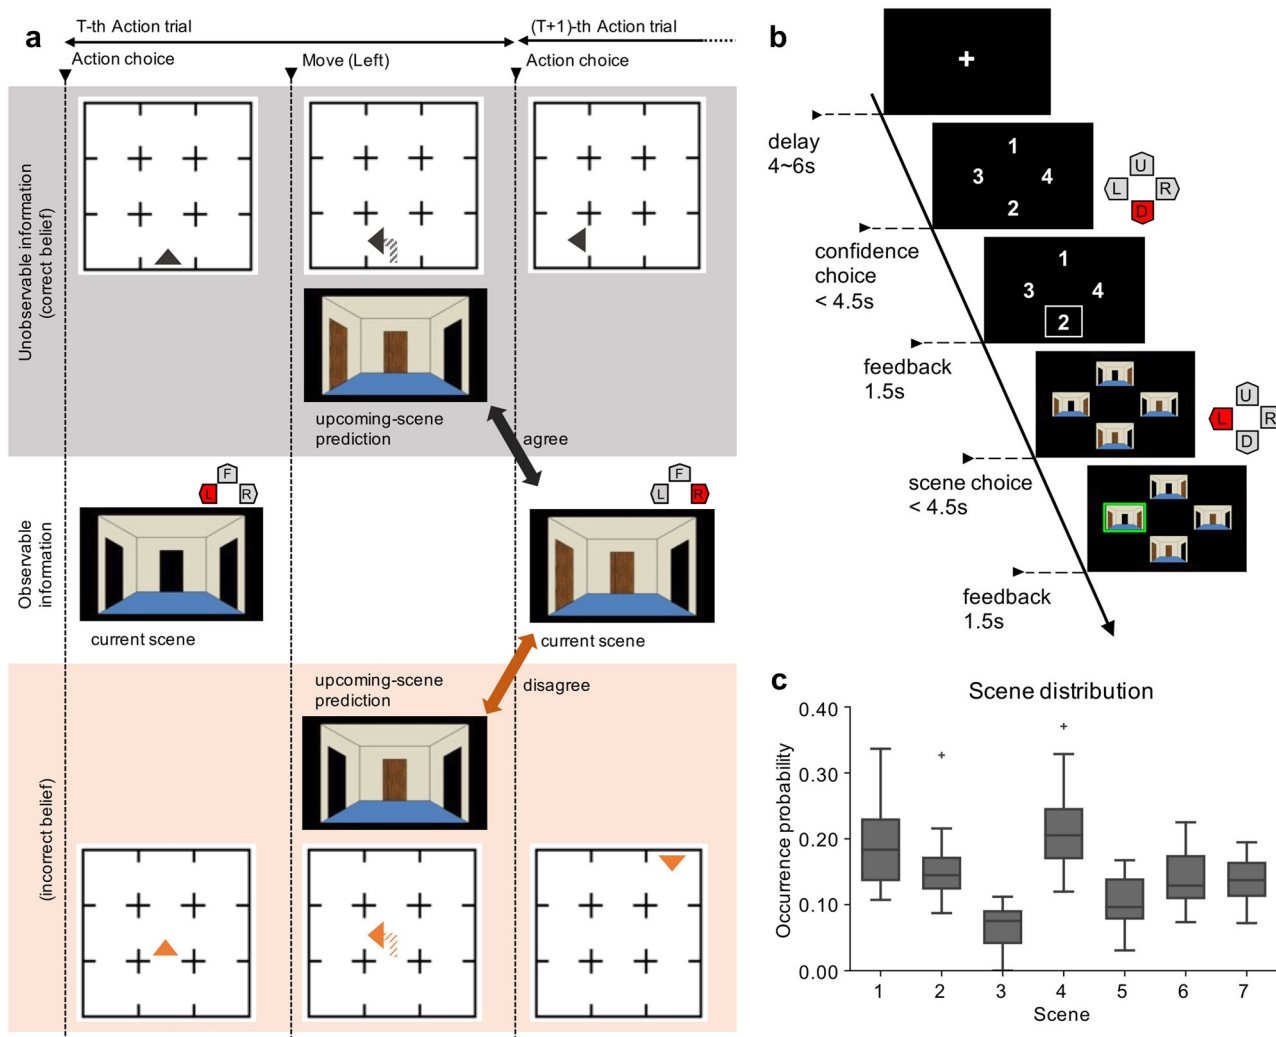 a
T-th Action trial
(T+1)-th Action trial
Action choice
Move (Left)
Action choice
Unobservable information
(correct belief)
upcoming-scene
prediction
agree
F
L
R
F
L
R
Observable
information
current scene
current scene
upcoming-scene
prediction
disagree
(incorrect belief)
b
+
delay
4~6s
1
3 4
2
U
L R
D
confidence
choice
< 4.5s
1
3 4
2
feedback
1.5s
U
L R
D
scene choice
< 4.5s
feedback
1.5s
c
Scene distribution
Occurrence probability
0.40
0.30
0.20
0.10
0.00
1 2 3 4 5 6 7
Scene